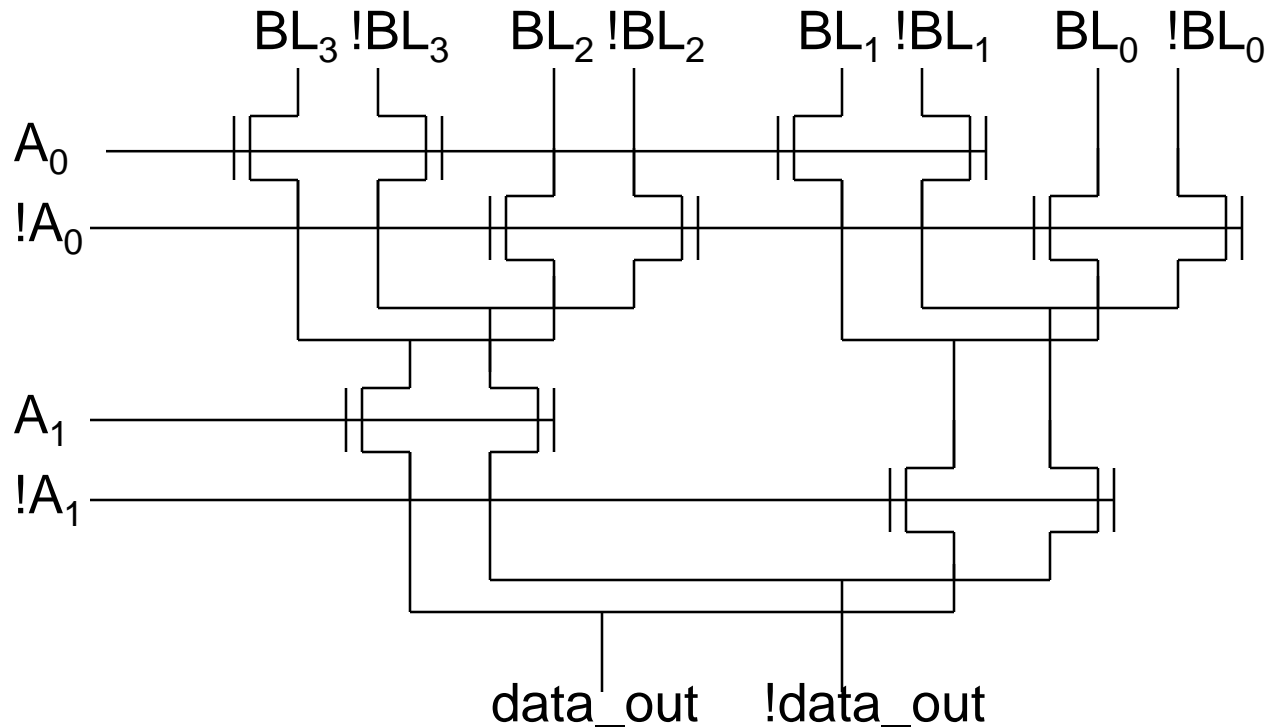 BL₃ !BL₃ BL₂ !BL₂ BL₁ !BL₁ BL₀ !BL₀
A₀
!A₀
A₁
!A₁
data_out !data_out